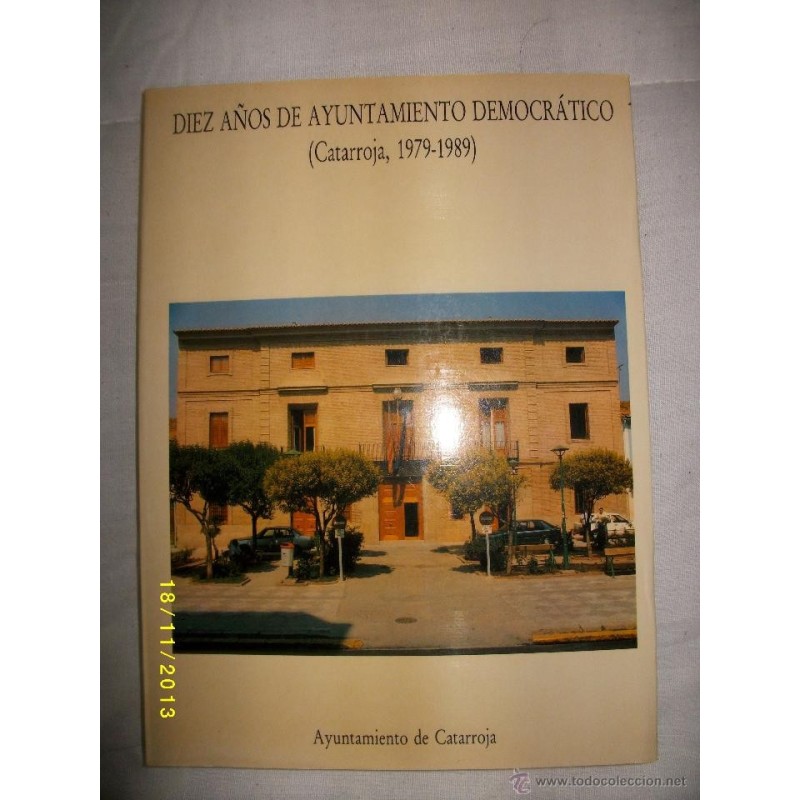 DIEZ AÑOS DE AYUNTAMIENTO DEMOCRÁTICO
(Catarroja, 1979-1989)
18/11/2013
Ayuntamiento de Catarroja
© www.todocoleccion.net